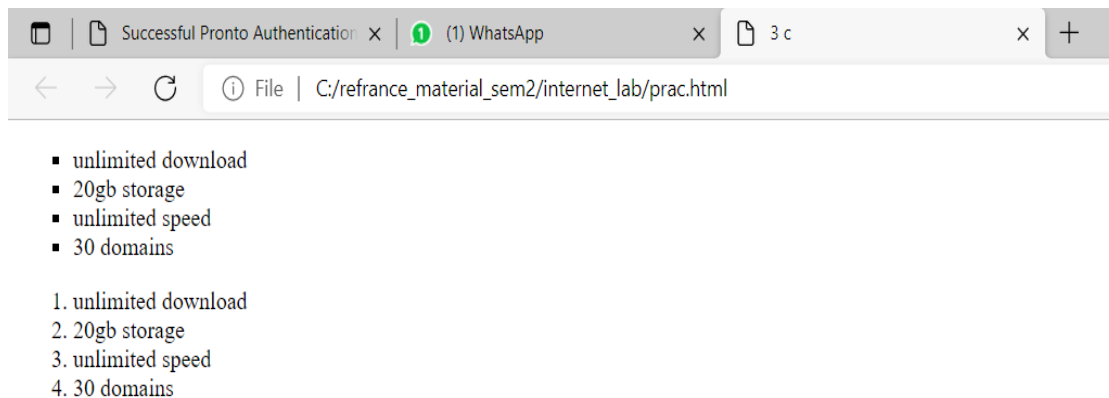 Successful Pronto Authentication
1 (1) WhatsApp
3 c
File | C:/refrance_material_sem2/internet_lab/prac.html
▪ unlimited download
▪ 20gb storage
▪ unlimited speed
▪ 30 domains
1. unlimited download
2. 20gb storage
3. unlimited speed
4. 30 domains